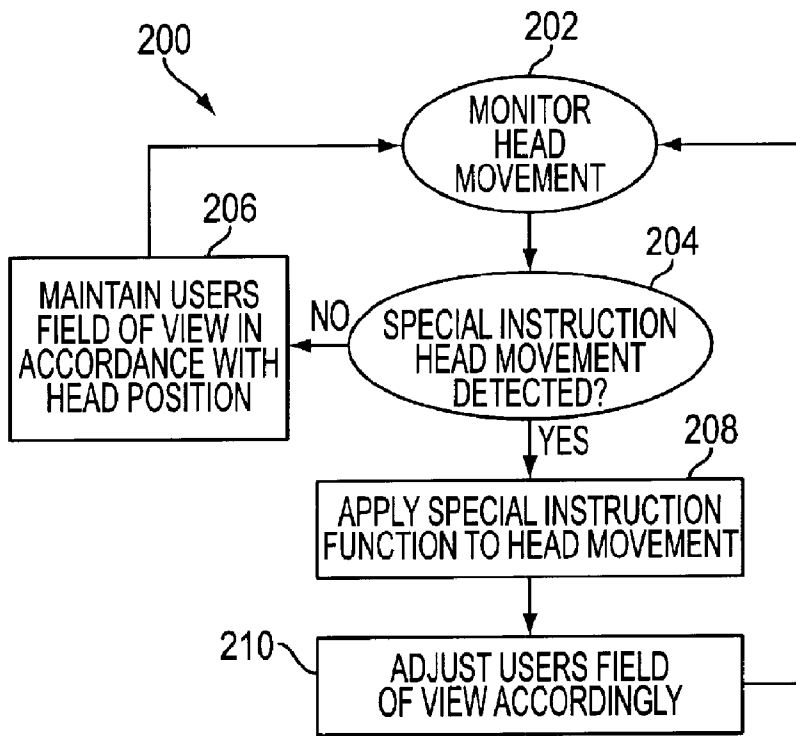 200
202
MONITOR
HEAD
MOVEMENT
206
MAINTAIN USERS
FIELD OF VIEW IN
ACCORDANCE WITH
HEAD POSITION
NO
204
SPECIAL INSTRUCTION
HEAD MOVEMENT
DETECTED?
YES
208
APPLY SPECIAL INSTRUCTION
FUNCTION TO HEAD MOVEMENT
210
ADJUST USERS FIELD
OF VIEW ACCORDINGLY